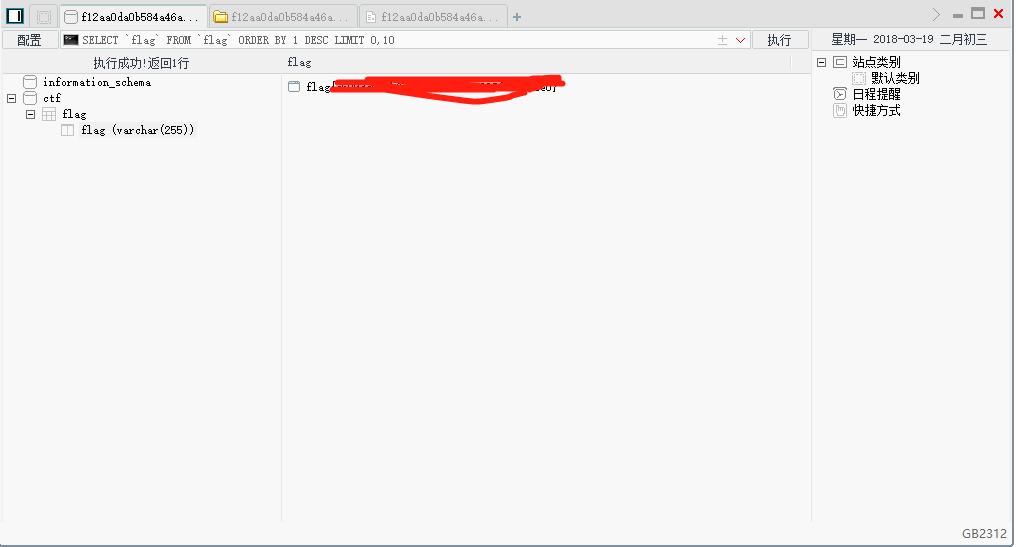 f12aa0da0b584a46a... f12aa0da0b584a46a... f12aa0da0b584a46a...
配置 SELECT `flag` FROM `flag` ORDER BY 1 DESC LIMIT 0,10 执行 星期一 2018-03-19 二月初三
执行成功!返回1行 flag
information_schema
ctf
flag
flag (varchar(255))
flag
站点类别
默认类别
日程提醒
快捷方式
GB2312